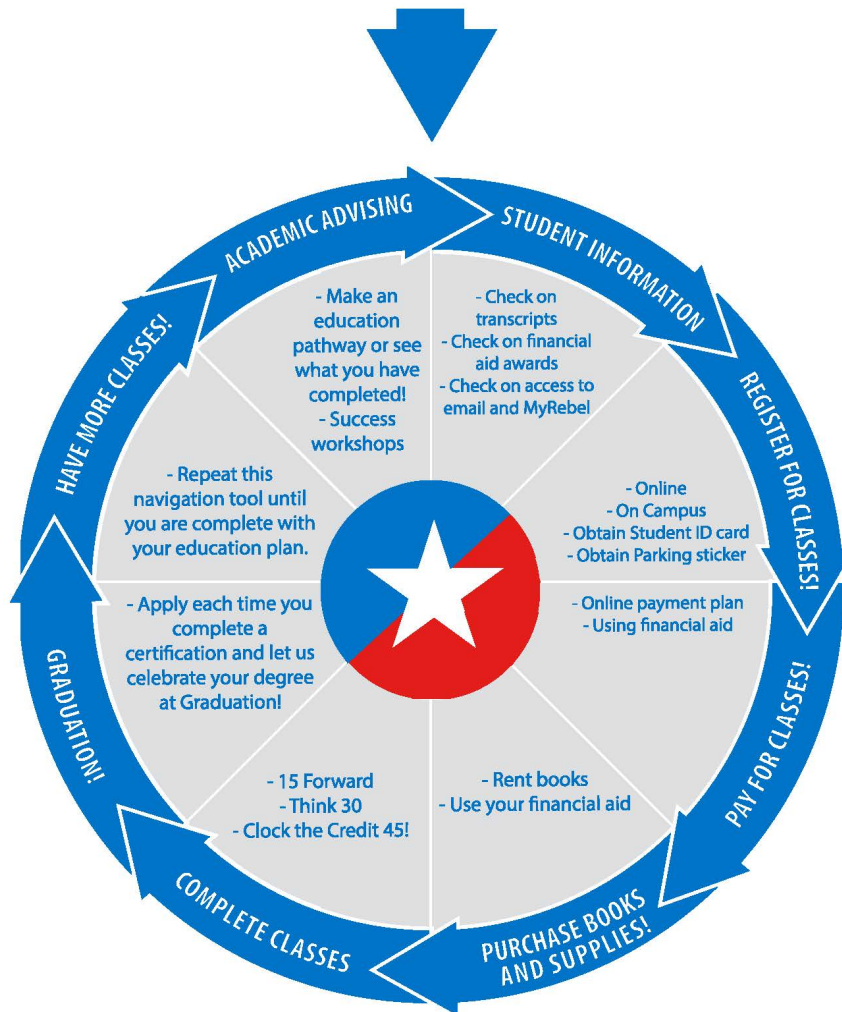 ACADEMIC ADVISING
- Make an
education
pathway or see
what you have
completed!
- Success
workshops
STUDENT INFORMATION
- Check on
transcripts
- Check on financial
aid awards
- Check on access to
email and MyRebel
REGISTER FOR CLASSES!
- Online
- On Campus
- Obtain Student ID card
- Obtain Parking sticker
PAY FOR CLASSES!
- Online payment plan
- Using financial aid
PURCHASE BOOKS
AND SUPPLIES!
- Rent books
- Use your financial aid
COMPLETE CLASSES
- 15 Forward
- Think 30
- Clock the Credit 45!
GRADUATION!
- Apply each time you
complete a
certification and let us
celebrate your degree
at Graduation!
HAVE MORE CLASSES!
- Repeat this
navigation tool until
you are complete with
your education plan.